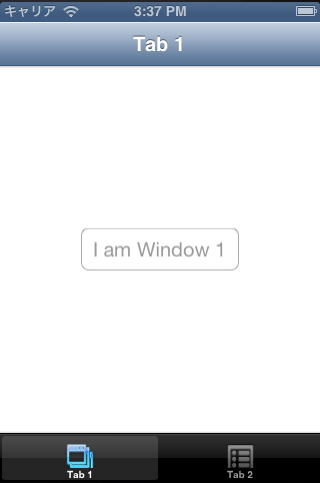 キャリア 3:37 PM
Tab 1
I am Window 1
Tab 1 Tab 2